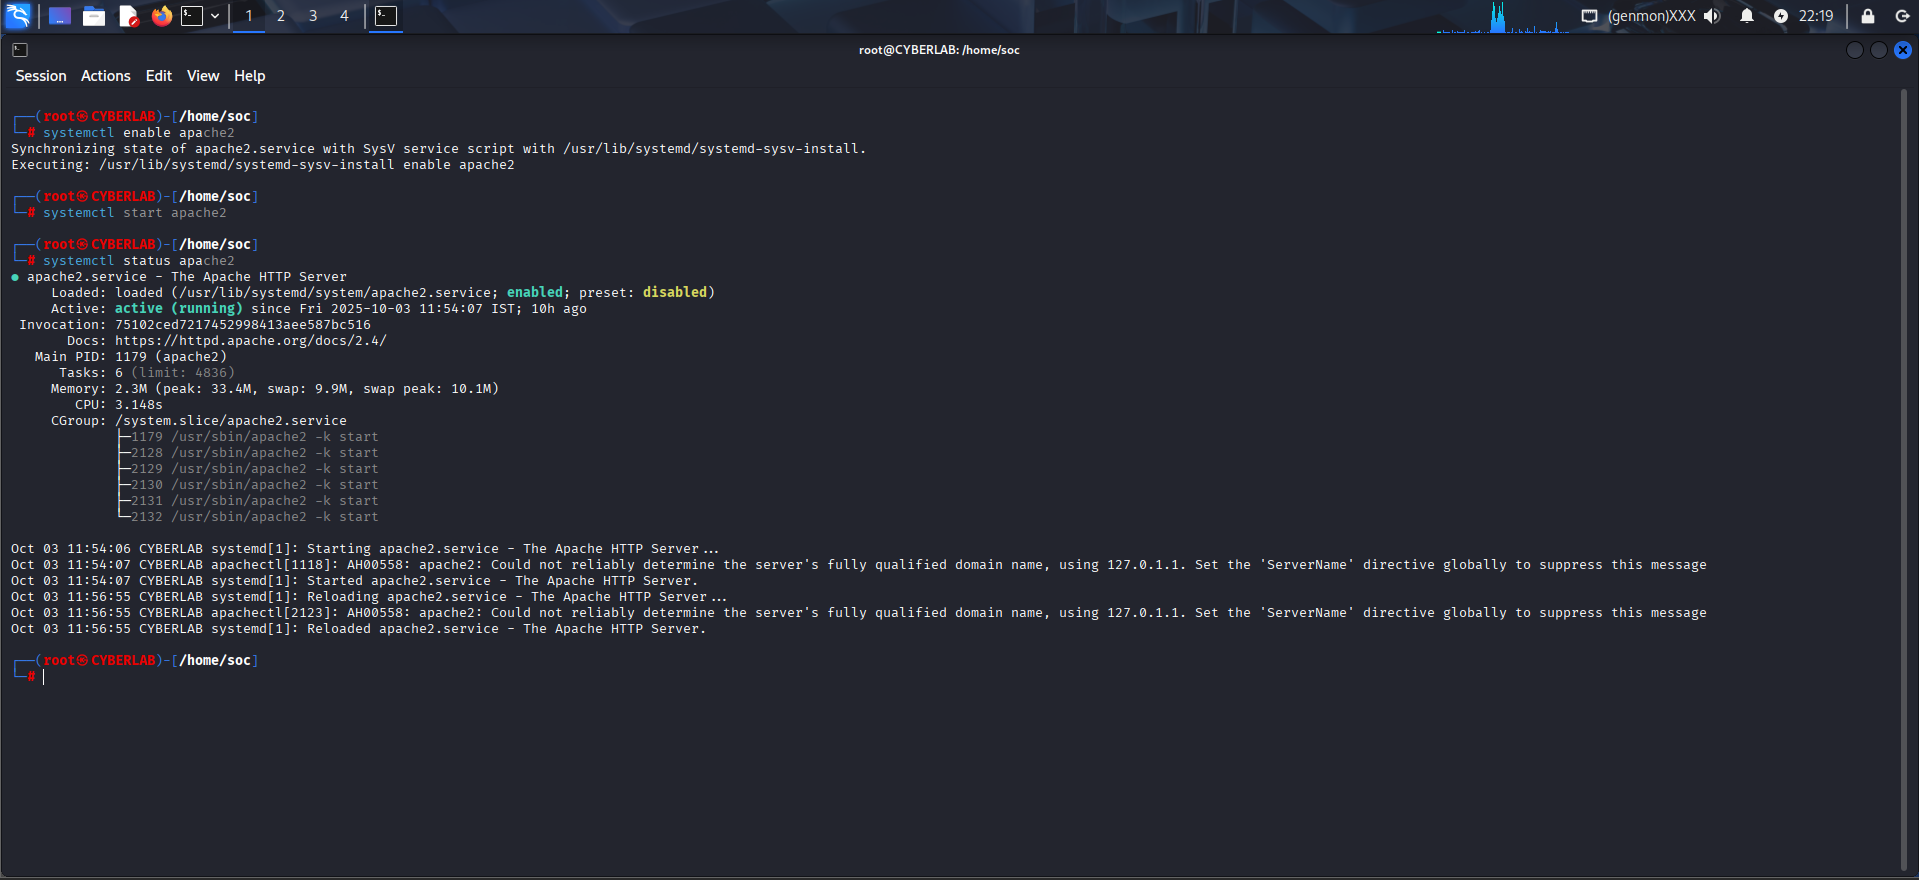 1 2 3 4 (genmon)XXX 22:19
root@CYBERLAB: /home/soc
Session Actions Edit View Help
┌──(root㉿CYBERLAB)-[/home/soc]
└─# systemctl enable apache2
Synchronizing state of apache2.service with SysV service script with /usr/lib/systemd/systemd-sysv-install.
Executing: /usr/lib/systemd/systemd-sysv-install enable apache2
┌──(root㉿CYBERLAB)-[/home/soc]
└─# systemctl start apache2
┌──(root㉿CYBERLAB)-[/home/soc]
└─# systemctl status apache2
● apache2.service - The Apache HTTP Server
Loaded: loaded (/usr/lib/systemd/system/apache2.service; enabled; preset: disabled)
Active: active (running) since Fri 2025-10-03 11:54:07 IST; 10h ago
Invocation: 75102ced7217452998413aee587bc516
Docs: https://httpd.apache.org/docs/2.4/
Main PID: 1179 (apache2)
Tasks: 6 (limit: 4836)
Memory: 2.3M (peak: 33.4M, swap: 9.9M, swap peak: 10.1M)
CPU: 3.148s
CGroup: /system.slice/apache2.service
├─1179 /usr/sbin/apache2 -k start
├─2128 /usr/sbin/apache2 -k start
├─2129 /usr/sbin/apache2 -k start
├─2130 /usr/sbin/apache2 -k start
├─2131 /usr/sbin/apache2 -k start
└─2132 /usr/sbin/apache2 -k start
Oct 03 11:54:06 CYBERLAB systemd[1]: Starting apache2.service - The Apache HTTP Server...
Oct 03 11:54:07 CYBERLAB apachectl[1118]: AH00558: apache2: Could not reliably determine the server's fully qualified domain name, using 127.0.1.1. Set the 'ServerName' directive globally to suppress this message
Oct 03 11:54:07 CYBERLAB systemd[1]: Started apache2.service - The Apache HTTP Server.
Oct 03 11:56:55 CYBERLAB systemd[1]: Reloading apache2.service - The Apache HTTP Server...
Oct 03 11:56:55 CYBERLAB apachectl[2123]: AH00558: apache2: Could not reliably determine the server's fully qualified domain name, using 127.0.1.1. Set the 'ServerName' directive globally to suppress this message
Oct 03 11:56:55 CYBERLAB systemd[1]: Reloaded apache2.service - The Apache HTTP Server.
┌──(root㉿CYBERLAB)-[/home/soc]
└─#